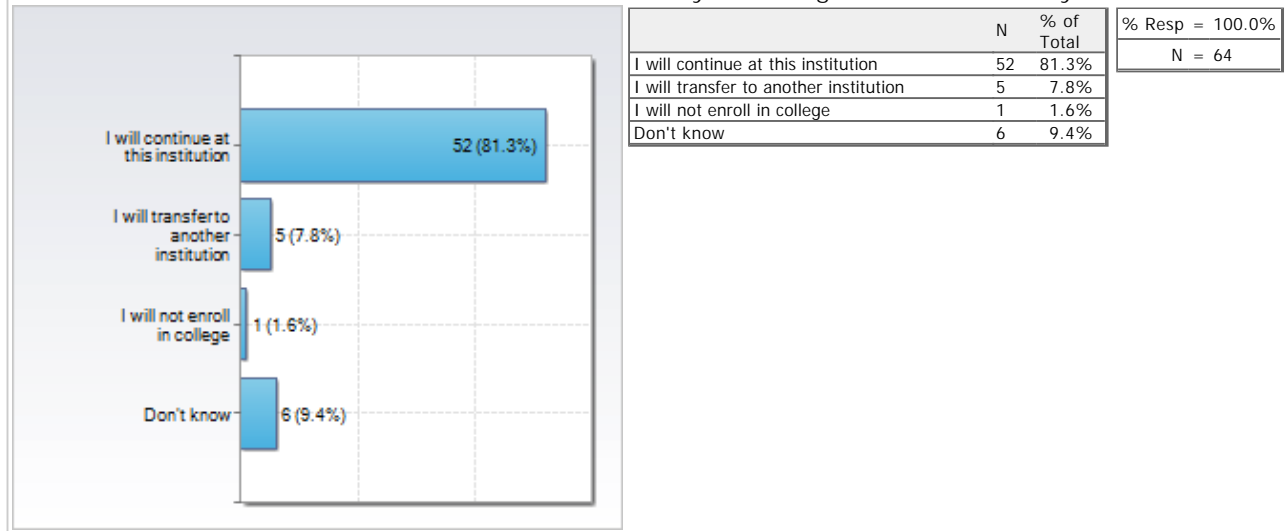 I will continue at
this institution
52 (81.3%)
I will transfer to
another
institution
5 (7.8%)
I will not enroll
in college
1 (1.6%)
Don't know
6 (9.4%)
N % of
Total
I will continue at this institution 52 81.3%
I will transfer to another institution 5 7.8%
I will not enroll in college 1 1.6%
Don't know 6 9.4%
% Resp = 100.0%
N = 64